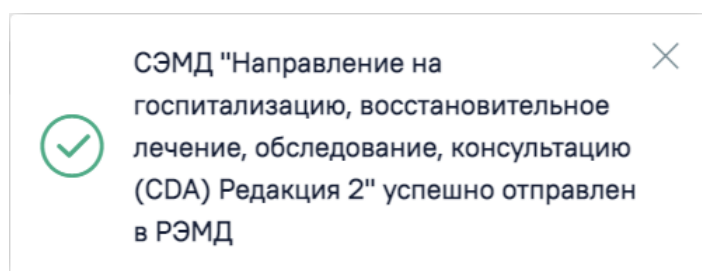 СЭМД "Направление на
госпитализацию, восстановительное
лечение, обследование, консультацию
(CDA) Редакция 2" успешно отправлен
в РЭМД